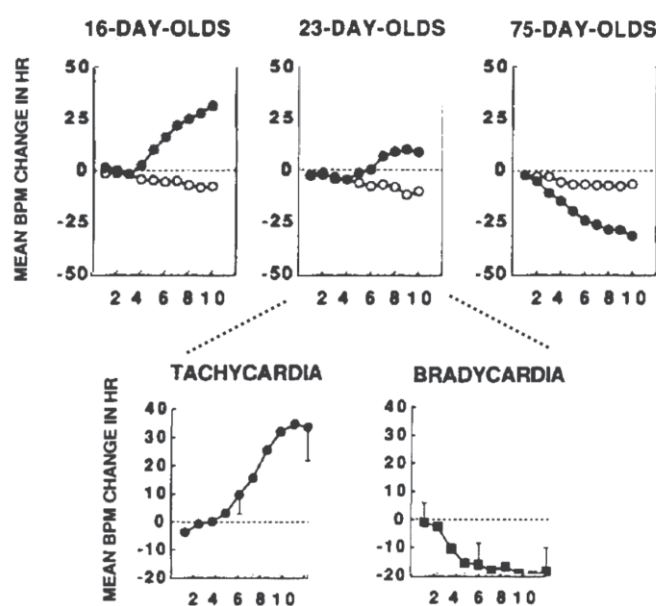 16-DAY-OLDS 23-DAY-OLDS 75-DAY-OLDS
MEAN BPM CHANGE IN HR
50 50 50
25 25 25
0 0 0
-25 -25 -25
-50 -50 -50
2 4 6 8 10 2 4 6 8 10 2 4 6 8 10
TACHYCARDIA BRADYCARDIA
MEAN BPM CHANGE IN HR
40 40
30 30
20 20
10 10
0 0
-10 -10
-20 -20
2 4 6 8 10 2 4 6 8 10